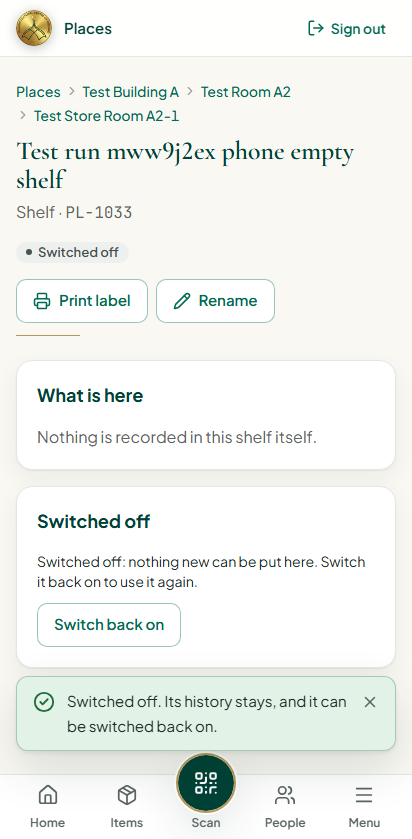 Places
Sign out
Places > Test Building A > Test Room A2
> Test Store Room A2-1
Test run mww9j2ex phone empty
shelf
Shelf · PL-1033
Switched off
Print label
Rename
What is here
Nothing is recorded in this shelf itself.
Switched off
Switched off: nothing new can be put here. Switch
it back on to use it again.
Switch back on
Switched off. Its history stays, and it can
be switched back on.
Home
Items
Scan
People
Menu